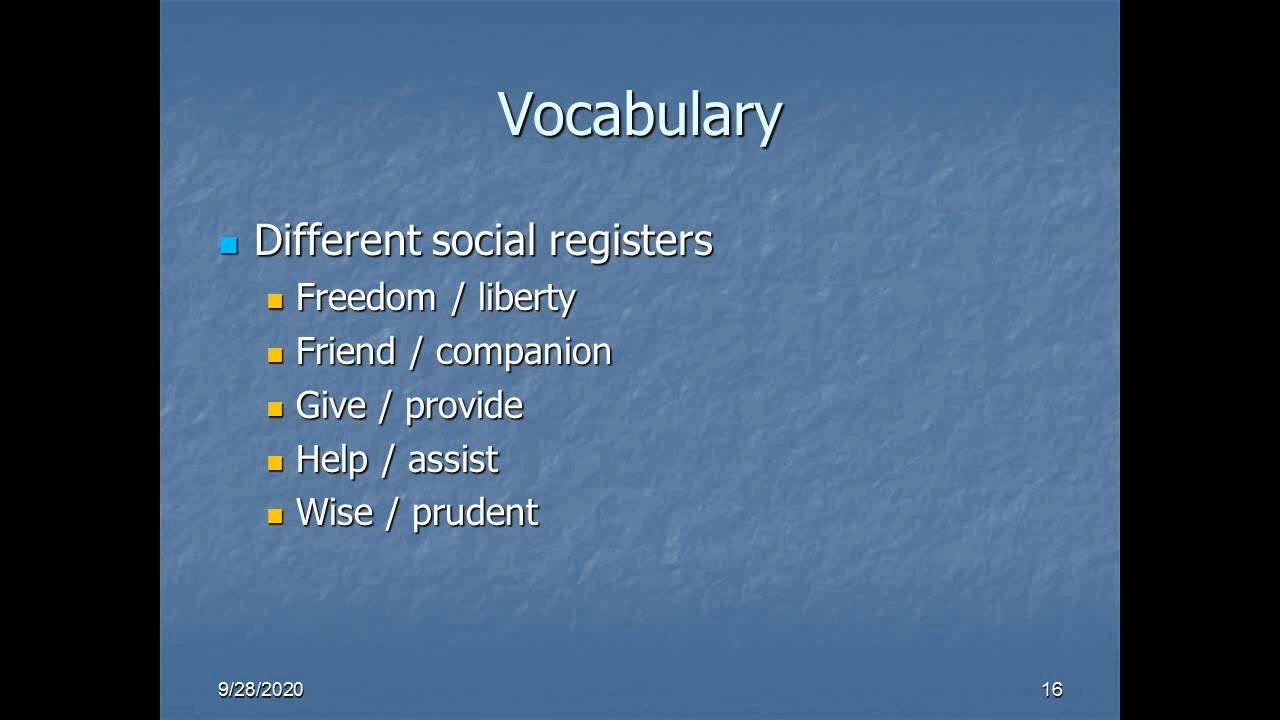 Vocabulary
Different social registers
Freedom / liberty
Friend / companion
Give / provide
Help / assist
Wise / prudent
9/28/2020
16